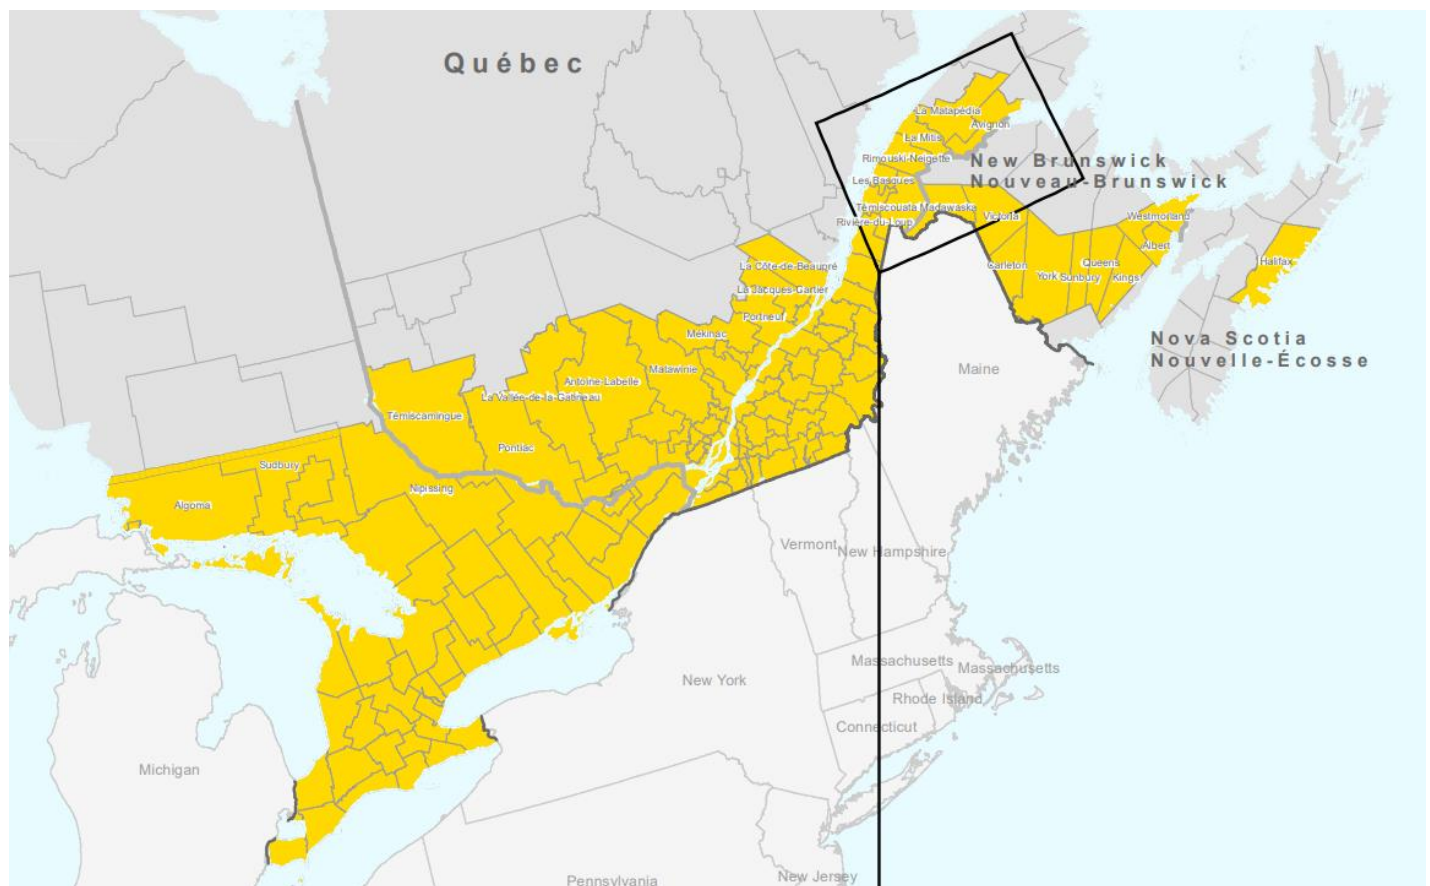 Québec
La Matapédia
Avignon
La Mitis
New Brunswick
Nouveau-Brunswick
Rimouski-Neigette
Les Basques
Témiscouata
Madawaska
Rivière-du-Loup
Victoria
Westmorland
Albert
Carleton
York
Sunbury
Queens
Kings
Halifax
La Côte-de-Beaupré
La Jacques-Cartier
Portneuf
Mékinac
Nova Scotia
Nouvelle-Écosse
Matawinie
Maine
Antoine-Labelle
La Vallée-de-la-Gatineau
Témiscamingue
Pontiac
Sudbury
Nipissing
Algoma
Vermont
New Hampshire
Massachusetts
Massachusetts
New York
Rhode Island
Connecticut
Michigan
Pennsylvania
New Jersey